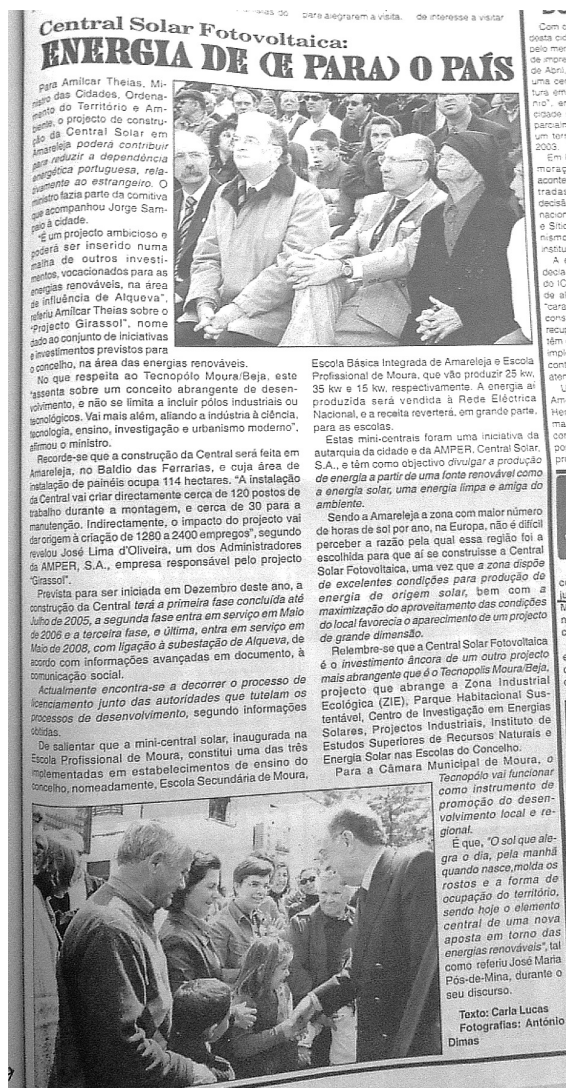 para alegrarem a visita.
de interesse a visitar
Central Solar Fotovoltaica:
ENERGIA DE (E PARA) O PAÍS
Para Amílcar Theias, Mi-
nistro das Cidades, Ordena-
mento do Território e Am-
biente, o projecto de constru-
ção da Central Solar em
Amareleja poderá contribuir
para reduzir a dependência
energética portuguesa, rela-
tivamente ao estrangeiro. O
ministro fazia parte da comitiva
que acompanhou Jorge Sam-
paio à cidade.
"É um projecto ambicioso e
poderá ser inserido numa
malha de outros investi-
mentos, vocacionados para as
energias renováveis, na área
de influência de Alqueva",
referiu Amílcar Theias sobre o
"Projecto Girassol", nome
dado ao conjunto de iniciativas
e investimentos previstos para
o concelho, na área das energias renováveis.
No que respeita ao Tecnopólo Moura/Beja, este
"assenta sobre um conceito abrangente de desen-
volvimento, e não se limita a incluir pólos industriais ou
tecnológicos. Vai mais além, aliando a indústria à ciência,
tecnologia, ensino, investigação e urbanismo moderno",
afirmou o ministro.
Recorde-se que a construção da Central será feita em
Amareleja, no Baldio das Ferrarias, e cuja área de
instalação de painéis ocupa 114 hectares. "A instalação
da Central vai criar directamente cerca de 120 postos de
trabalho durante a montagem, e cerca de 30 para a
manutenção. Indirectamente, o impacto do projecto vai
dar origem à criação de 1280 a 2400 empregos", segundo
revelou José Lima d'Oliveira, um dos Administradores
da AMPER, S.A., empresa responsável pelo projecto
"Girassol".
Prevista para ser iniciada em Dezembro deste ano, a
construção da Central terá a primeira fase concluída até
Julho de 2005, a segunda fase entra em serviço em Maio
de 2006 e a terceira fase, a última, entra em serviço em
Maio de 2008, com ligação à subestação de Alqueva, de
acordo com informações avançadas em documento, à
comunicação social.
Actualmente encontra-se a decorrer o processo de
licenciamento junto das autoridades que tutelam os
processos de desenvolvimento, segundo informações
obtidas.
De salientar que a mini-central solar, inaugurada na
Escola Profissional de Moura, constitui uma das três
implementadas em estabelecimentos de ensino do
concelho, nomeadamente, Escola Secundária de Moura,
Escola Básica Integrada de Amareleja e Escola
Profissional de Moura, que vão produzir 25 kw,
35 kw e 15 kw, respectivamente. A energia aí
produzida será vendida à Rede Eléctrica
Nacional, e a receita reverterá, em grande parte,
para as escolas.
Estas mini-centrais foram uma iniciativa da
autarquia da cidade e da AMPER, Central Solar,
S.A., e têm como objectivo divulgar a produção
de energia a partir de uma fonte renovável como
a energia solar, uma energia limpa e amiga do
ambiente.
Sendo a Amareleja a zona com maior número
de horas de sol por ano, na Europa, não é difícil
perceber a razão pela qual essa região foi a
escolhida para que aí se construisse a Central
Solar Fotovoltaica, uma vez que a zona dispõe
de excelentes condições para produção de
energia de origem solar, bem com a
maximização do aproveitamento das condições
do local favorecia o aparecimento de um projecto
de grande dimensão.
Relembre-se que a Central Solar Fotovoltaica
é o investimento âncora de um outro projecto
mais abrangente que é o Tecnopolis Moura/Beja,
projecto que abrange a Zona Industrial
Ecológica (ZIE), Parque Habitacional Sus-
tentável, Centro de Investigação em Energias
Solares, Projectos Industriais, Instituto de
Estudos Superiores de Recursos Naturais e
Energia Solar nas Escolas do Concelho.
Para a Câmara Municipal de Moura, o
Tecnopólo vai funcionar
como instrumento de
promoção do desen-
volvimento local e re-
gional.
É que, "O sol que ale-
gra o dia, pela manhã
quando nasce,molda os
rostos e a forma de
ocupação do território,
sendo hoje o elemento
central de uma nova
aposta em torno das
energias renováveis", tal
como referiu José Maria
Pós-de-Mina, durante o
seu discurso.
Texto: Carla Lucas
Fotografias: António
Dimas